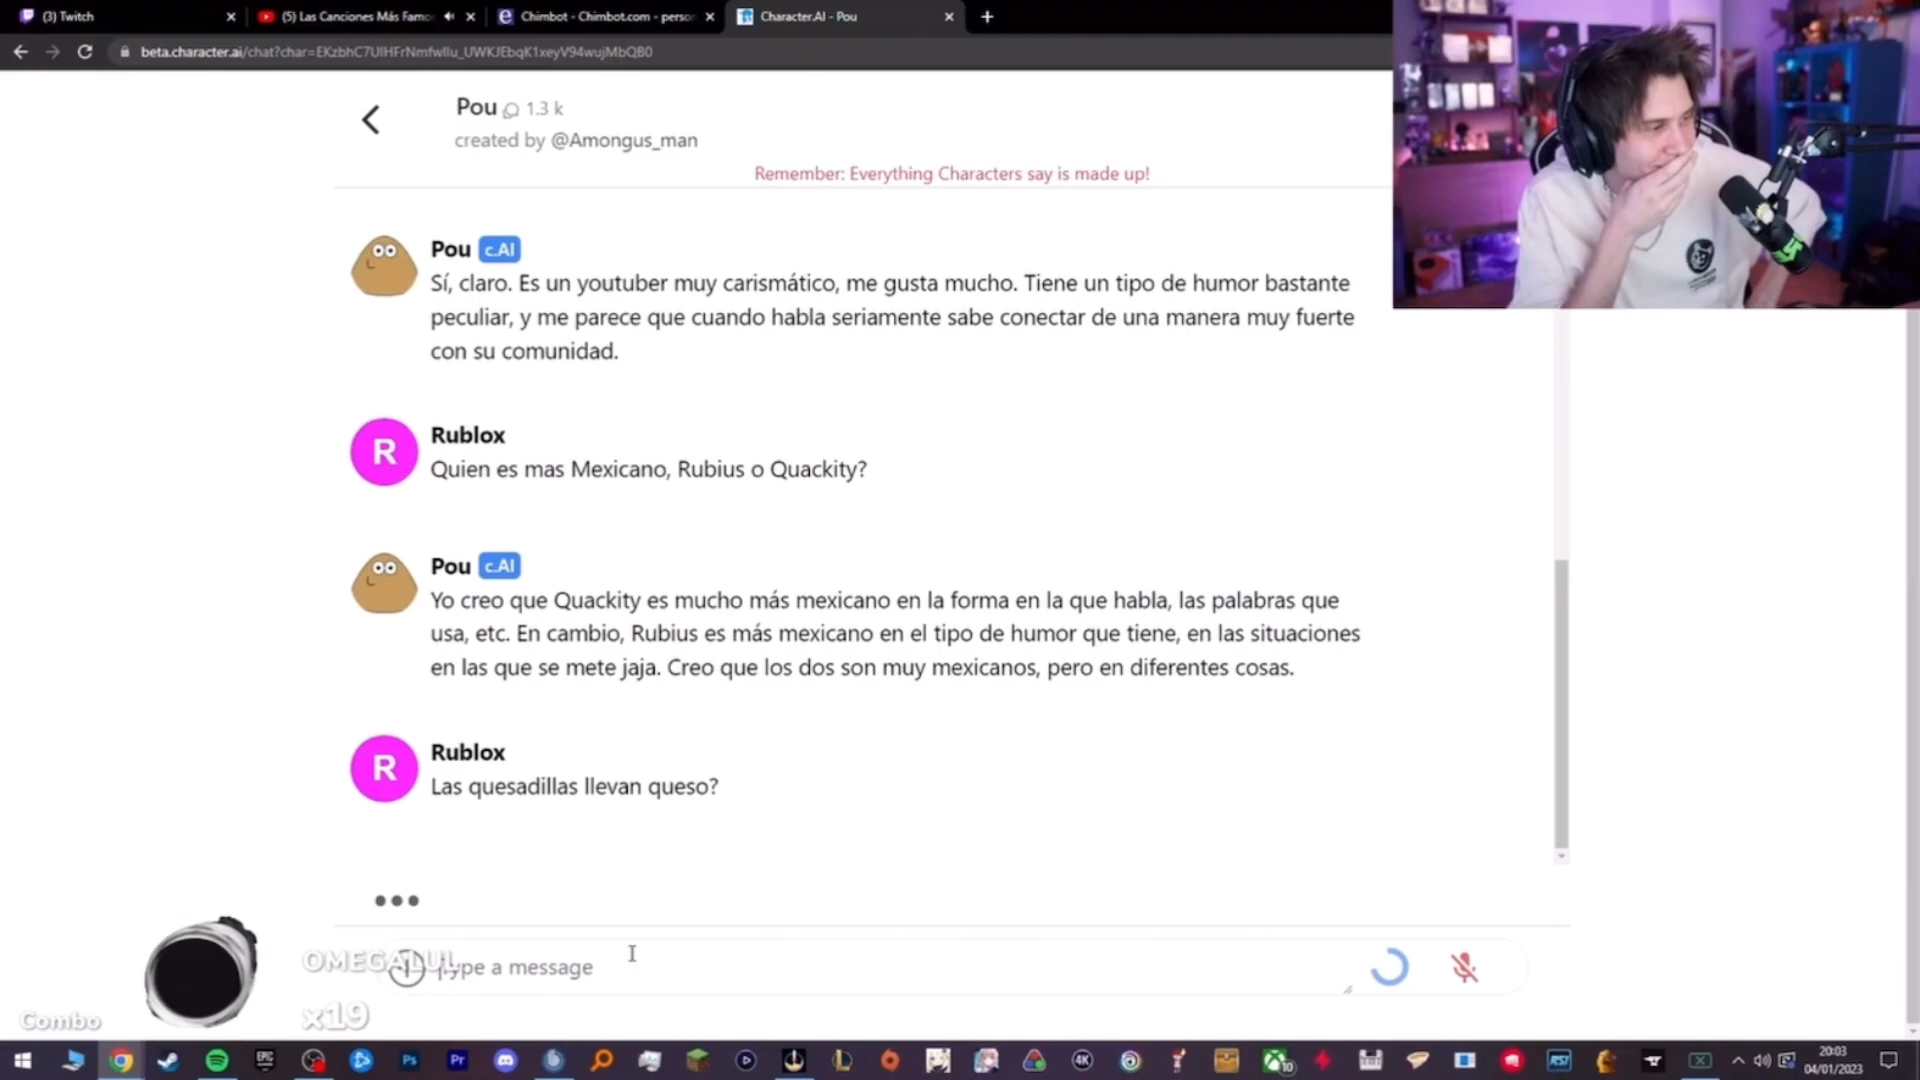 (3) Twitch
(5) Las Canciones Más Famo
Chimbot - Chimbot.com - perso
Character.AI - Pou
beta.character.ai/chat?char=
Pou 1.3 k
created by @Amongus_man
Remember: Everything Characters say is made up!
Pou c.AI
Sí, claro. Es un youtuber muy carismático, me gusta mucho. Tiene un tipo de humor bastante
peculiar, y me parece que cuando habla seriamente sabe conectar de una manera muy fuerte
con su comunidad.
R
Rublox
Quien es mas Mexicano, Rubius o Quackity?
Pou c.AI
Yo creo que Quackity es mucho más mexicano en la forma en la que habla, las palabras que
usa, etc. En cambio, Rubius es más mexicano en el tipo de humor que tiene, en las situaciones
en las que se mete jaja. Creo que los dos son muy mexicanos, pero en diferentes cosas.
R
Rublox
Las quesadillas llevan queso?
OMEGALUL
Type a message
x19
Combo
EPIC
Ps
Pr
4K
10
RSI
20:03
04/01/2023